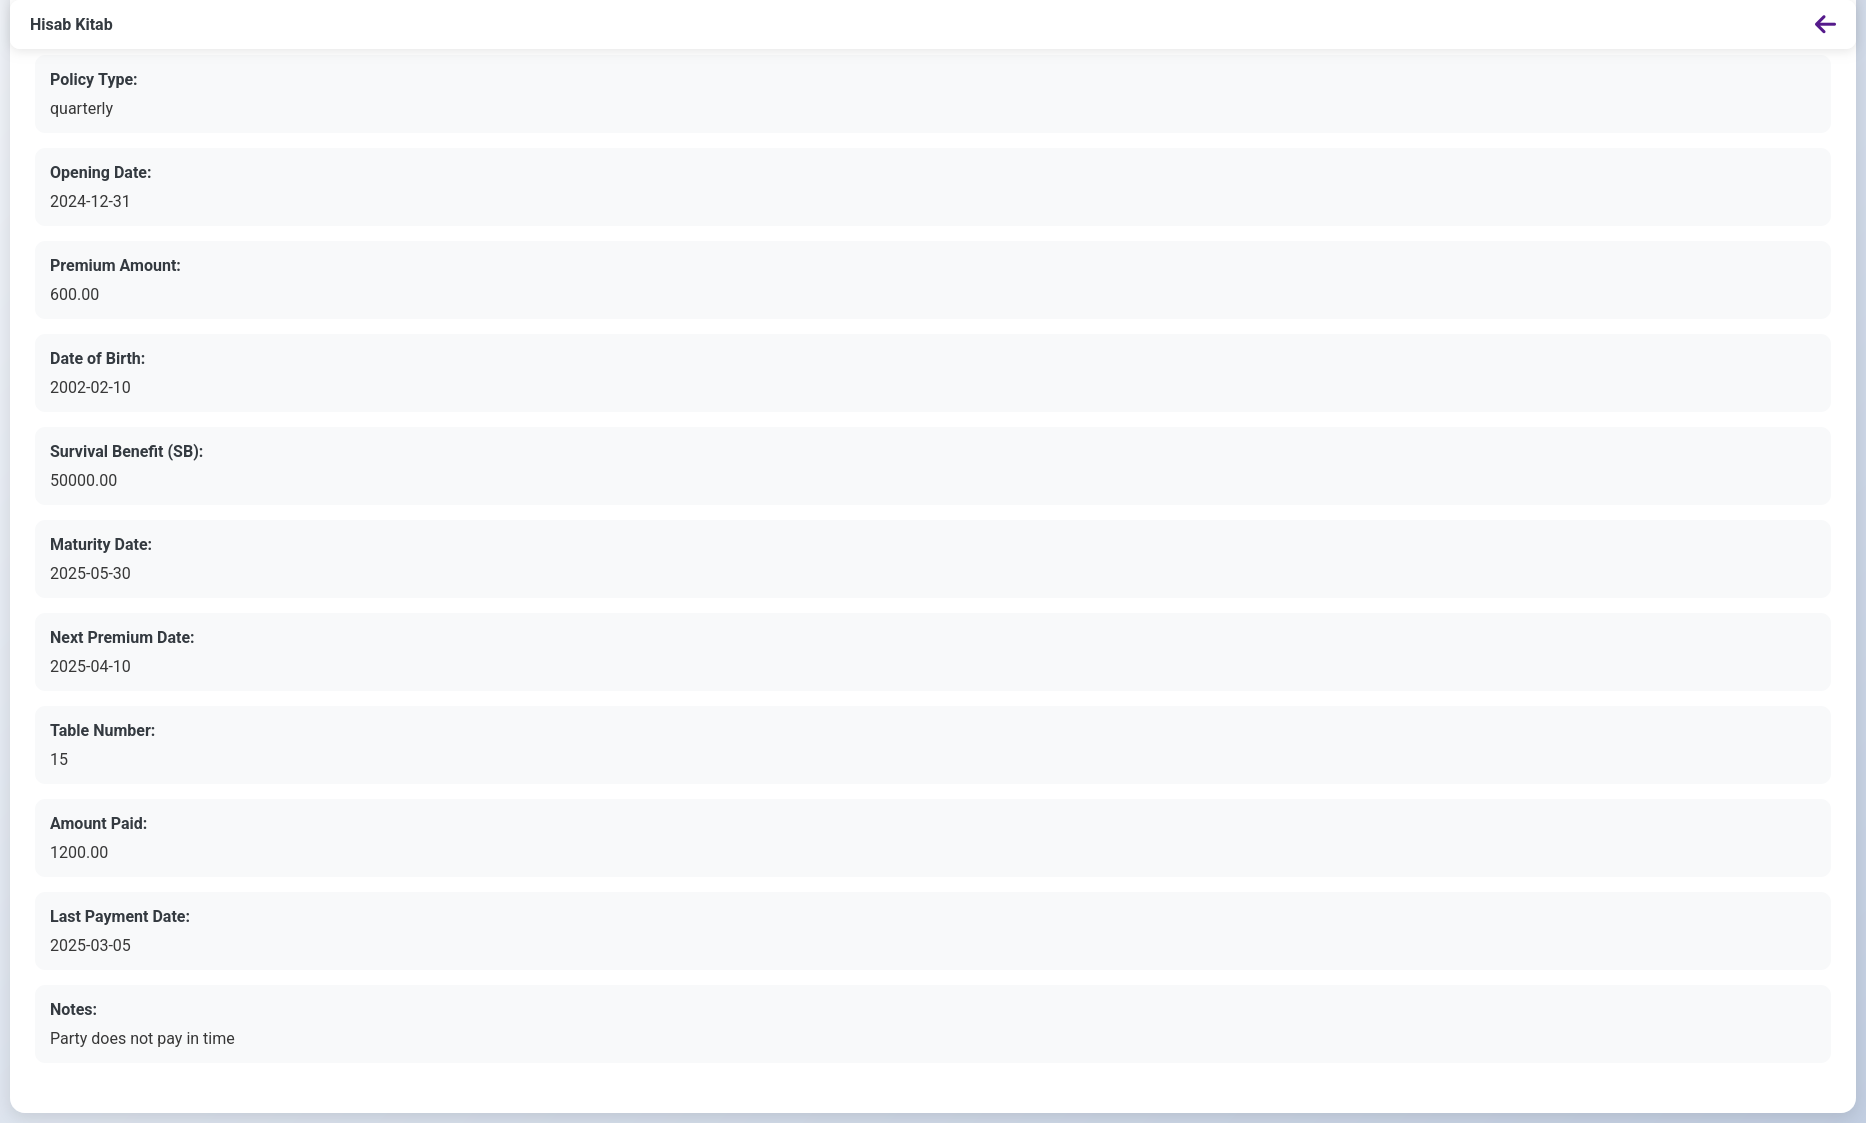 Hisab Kitab
Policy Type:
quarterly
Opening Date:
2024-12-31
Premium Amount:
600.00
Date of Birth:
2002-02-10
Survival Benefit (SB):
50000.00
Maturity Date:
2025-05-30
Next Premium Date:
2025-04-10
Table Number:
15
Amount Paid:
1200.00
Last Payment Date:
2025-03-05
Notes:
Party does not pay in time